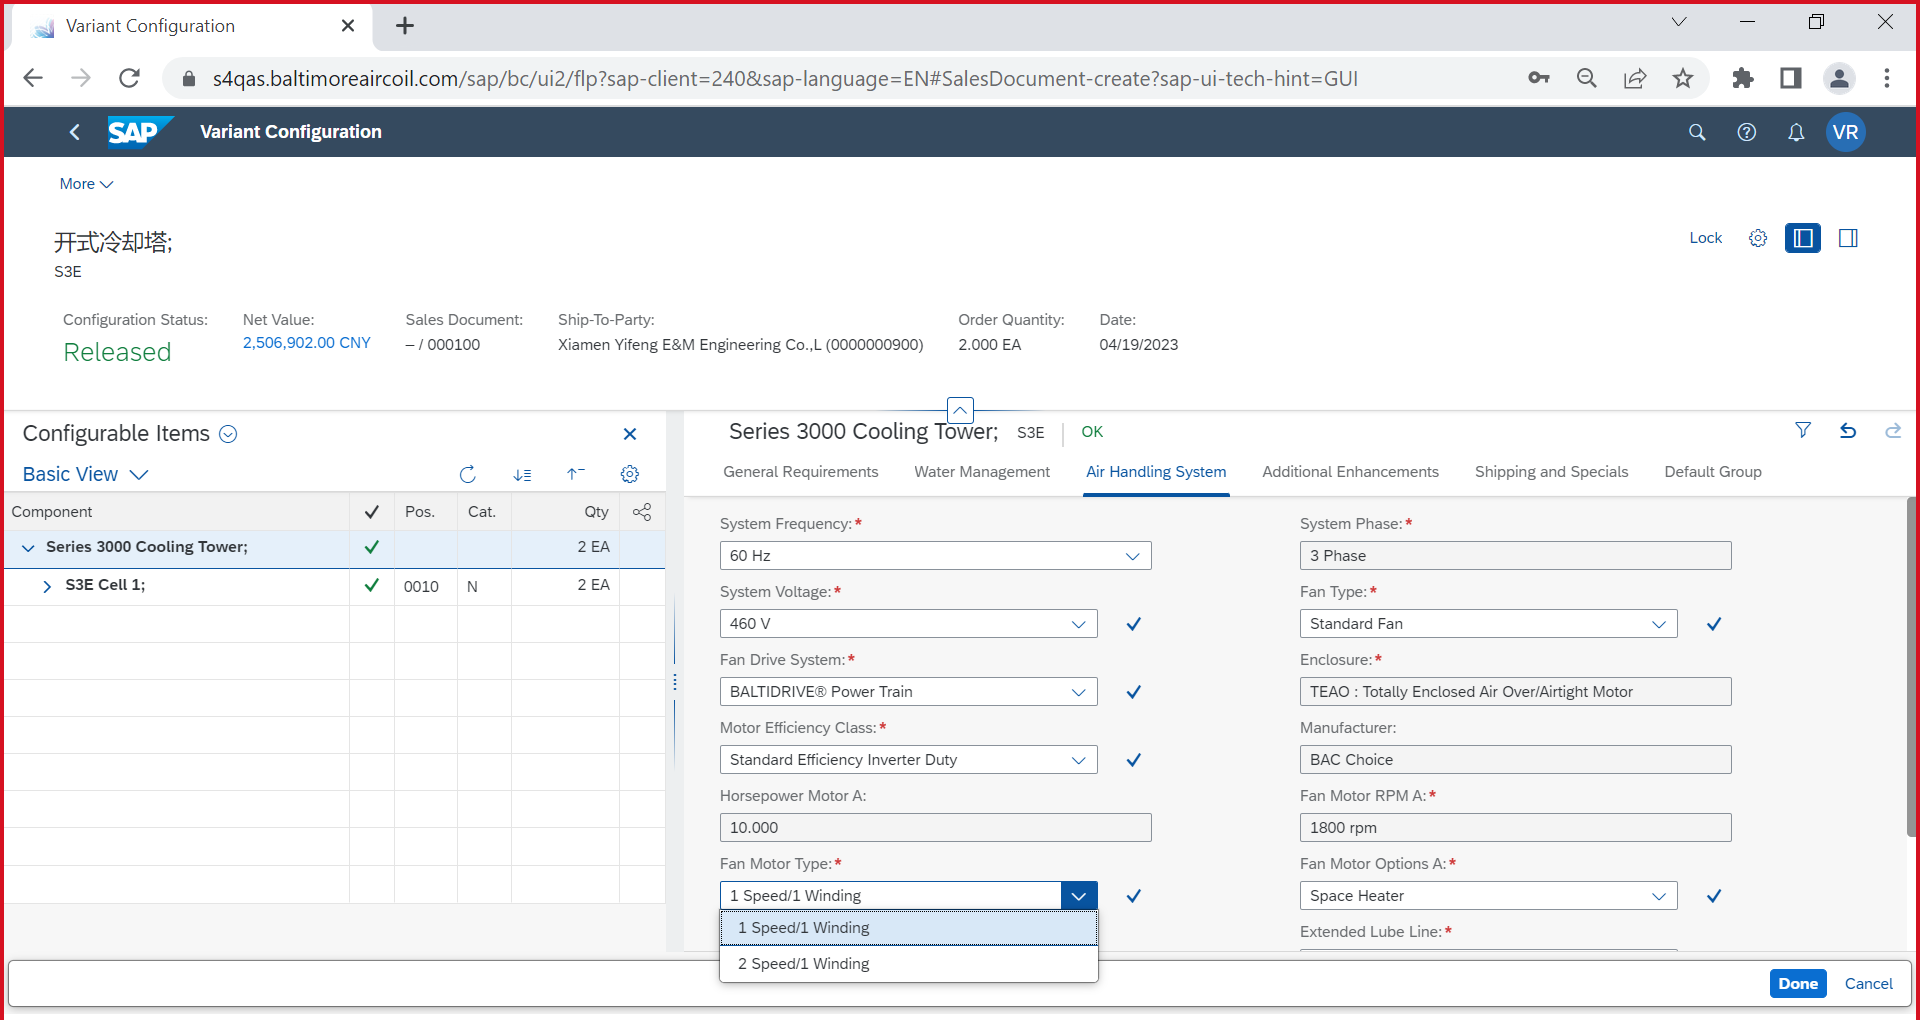 Variant Configuration
s4qas.baltimoreaircoil.com/sap/bc/ui2/flp?sap-client=240&sap-language=EN#SalesDocument-create?sap-ui-tech-hint=GUI
SAP
Variant Configuration
VR
More
开式冷却塔;
S3E
Lock
Configuration Status:
Released
Net Value:
2,506,902.00 CNY
Sales Document:
– / 000100
Ship-To-Party:
Xiamen Yifeng E&M Engineering Co.,L (0000000900)
Order Quantity:
2.000 EA
Date:
04/19/2023
Configurable Items
Basic View
Component Pos. Cat. Qty
Series 3000 Cooling Tower; 2 EA
S3E Cell 1; 0010 N 2 EA
Series 3000 Cooling Tower; S3E OK
General Requirements Water Management Air Handling System Additional Enhancements Shipping and Specials Default Group
System Frequency:*
60 Hz
System Phase:*
3 Phase
System Voltage:*
460 V
Fan Type:*
Standard Fan
Fan Drive System:*
BALTIDRIVE® Power Train
Enclosure:*
TEAO : Totally Enclosed Air Over/Airtight Motor
Motor Efficiency Class:*
Standard Efficiency Inverter Duty
Manufacturer:
BAC Choice
Horsepower Motor A:
10.000
Fan Motor RPM A:*
1800 rpm
Fan Motor Type:*
1 Speed/1 Winding
Fan Motor Options A:*
Space Heater
1 Speed/1 Winding
2 Speed/1 Winding
Extended Lube Line:*
Done
Cancel